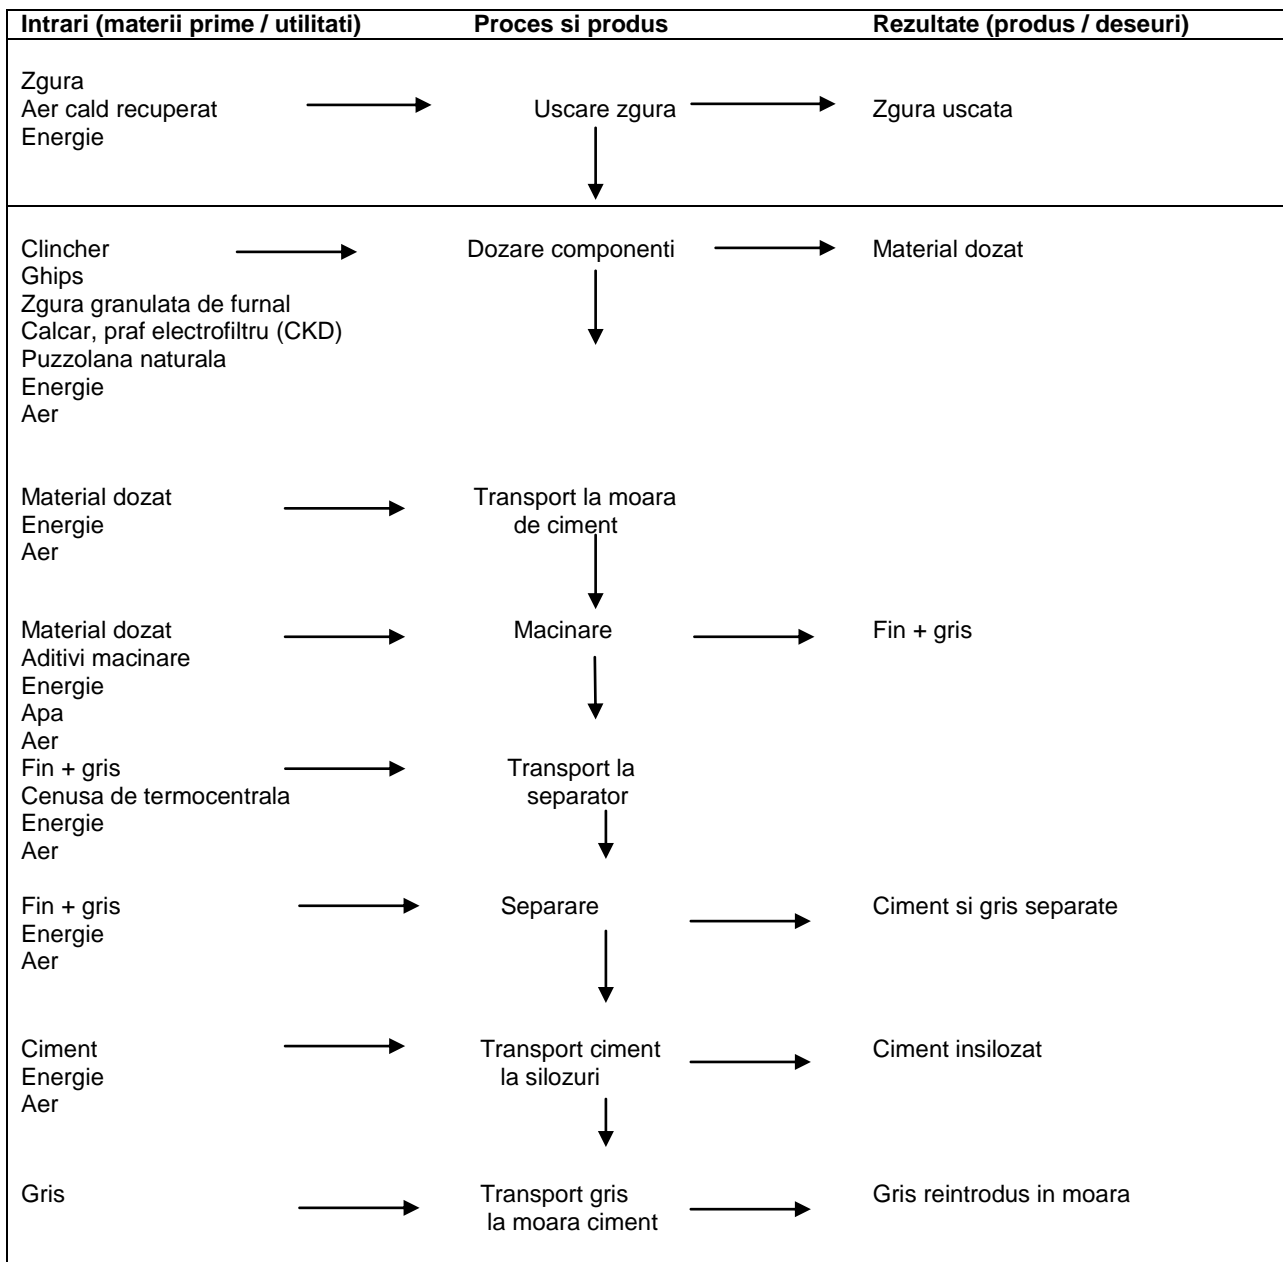 Intrari (materii prime / utilitati) Proces si produs Rezultate (produs / deseuri)
Zgura
Aer cald recuperat Uscare zgura Zgura uscata
Energie
Clincher Dozare componenti Material dozat
Ghips
Zgura granulata de furnal
Calcar, praf electrofiltru (CKD)
Puzzolana naturala
Energie
Aer
Material dozat Transport la moara
Energie de ciment
Aer
Material dozat Macinare Fin + gris
Aditivi macinare
Energie
Apa
Aer
Fin + gris Transport la
Cenusa de termocentrala separator
Energie
Aer
Fin + gris Separare Ciment si gris separate
Energie
Aer
Ciment Transport ciment Ciment insilozat
Energie la silozuri
Aer
Gris Transport gris Gris reintrodus in moara
la moara ciment